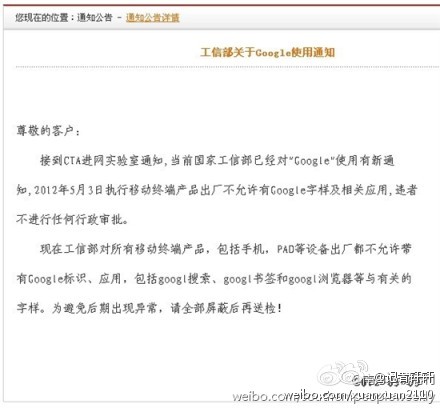 您现在的位置：通知公告 - 通知公告详情
工信部关于Google使用通知
尊敬的客户：
接到CTA进网实验室通知,当前国家工信部已经对"Google"使用有新通
知,2012年5月3日执行移动终端产品出厂不允许有Google字样及相关应用,违者
不进行任何行政审批。
现在工信部对所有移动终端产品，包括手机，PAD等设备出厂都不允许带
有Google标识、应用，包括googl搜索、googl书签和googl浏览器等与有关的
字样。为避免后期出现异常，请全部屏蔽后再送检！
weibo.com/yuanyuan2110